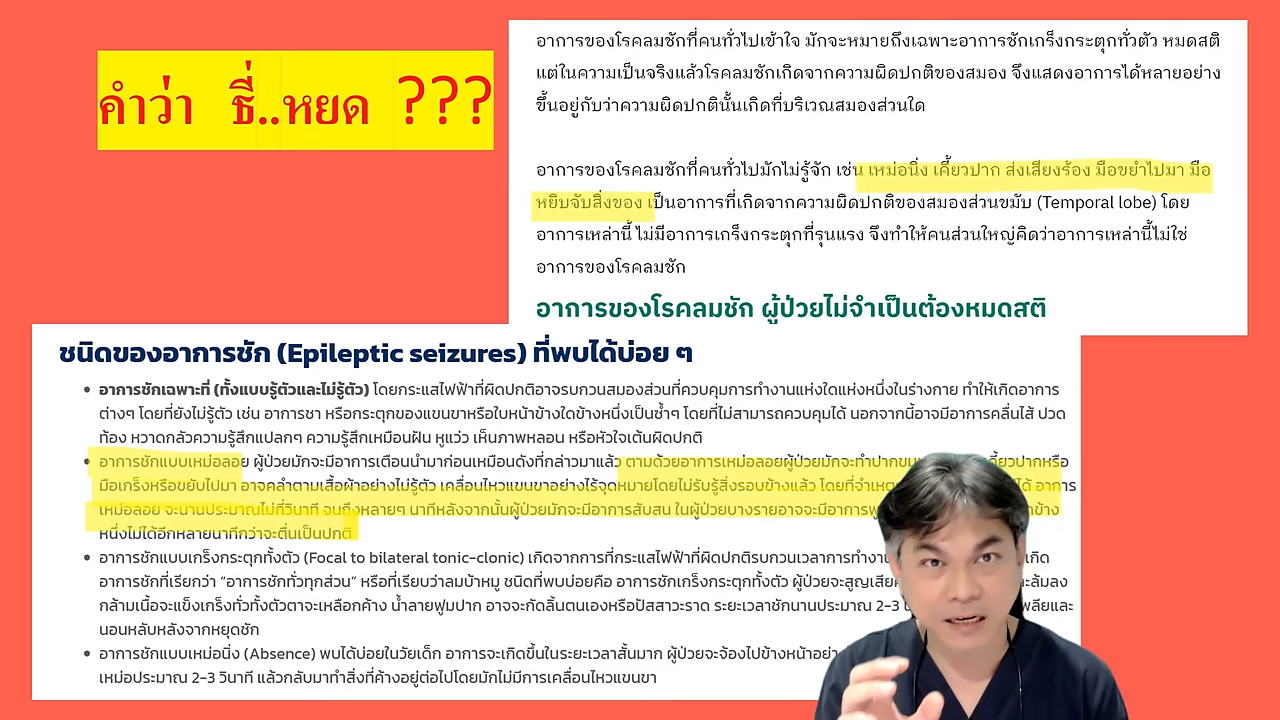 คำว่า ธี่..หยด ???
อาการของโรคลมชักที่คนทั่วไปเข้าใจ มักจะหมายถึงเฉพาะอาการชักเกร็งกระตุกทั่วตัว หมดสติ
แต่ในความเป็นจริงแล้วโรคลมชักเกิดจากความผิดปกติของสมอง จึงแสดงอาการได้หลายอย่าง
ขึ้นอยู่กับว่าความผิดปกตินั้นเกิดที่บริเวณสมองส่วนใด
อาการของโรคลมชักที่คนทั่วไปมักไม่รู้จัก เช่น เหม่อนิ่ง เคี้ยวปาก ส่งเสียงร้อง มือขยำไปมา มือ
หยิบจับสิ่งของ เป็นอาการที่เกิดจากความผิดปกติของสมองส่วนขมับ (Temporal lobe) โดย
อาการเหล่านี้ ไม่มีอาการเกร็งกระตุกที่รุนแรง จึงทำให้คนส่วนใหญ่คิดว่าอาการเหล่านี้ไม่ใช่
อาการของโรคลมชัก
อาการของโรคลมชัก ผู้ป่วยไม่จำเป็นต้องหมดสติ
ชนิดของอาการชัก (Epileptic seizures) ที่พบได้บ่อย ๆ
อาการชักเฉพาะที่ (ทั้งแบบรู้ตัวและไม่รู้ตัว) โดยกระแสไฟฟ้าที่ผิดปกติอาจรบกวนสมองส่วนที่ควบคุมการทำงานแห่งใดแห่งหนึ่งในร่างกาย ทำให้เกิดอาการ
ต่างๆ โดยที่ยังไม่รู้ตัว เช่น อาการชา หรือกระตุกของแขนขาหรือใบหน้าข้างใดข้างหนึ่งเป็นซ้ำๆ โดยที่ไม่สามารถควบคุมได้ นอกจากนี้อาจมีอาการคลื่นไส้ ปวด
ท้อง หวาดกลัวความรู้สึกแปลกๆ ความรู้สึกเหมือนฝัน หูแว่ว เห็นภาพหลอน หรือหัวใจเต้นผิดปกติ
อาการชักแบบเหม่อลอย ผู้ป่วยมักจะมีอาการเตือนนำมาก่อนเหมือนดังที่กล่าวมาแล้ว ตามด้วยอาการเหม่อลอยผู้ป่วยมักจะทำปาก เคี้ยวปากหรือ
มือเกร็งหรือขยับไปมา อาจคลำตามเสื้อผ้าอย่างไม่รู้ตัว เคลื่อนไหวแขนขาอย่างไร้จุดหมายโดยไม่รับรู้สิ่งรอบข้างแล้ว โดยที่จำเหตุ ได้ อาการ
เหม่อลอย จะนานประมาณไม่กี่วินาที จนถึงหลายๆ นาทีหลังจากนั้นผู้ป่วยมักจะมีอาการสับสน ในผู้ป่วยบางรายอาจจะมีอาการ ข้าง
หนึ่งไม่ได้อีกหลายนาทีกว่าจะตื่นเป็นปกติ
อาการชักแบบเกร็งกระตุกทั้งตัว (Focal to bilateral tonic-clonic) เกิดจากการที่กระแสไฟฟ้าที่ผิดปกติรบกวนเวลาการทำงาน เกิด
อาการชักที่เรียกว่า “อาการชักทั่วทุกส่วน” หรือที่เรียกว่าลมบ้าหมู ชนิดที่พบบ่อยคือ อาการชักเกร็งกระตุกทั้งตัว ผู้ป่วยจะสูญเสีย และล้มลง
กล้ามเนื้อจะแข็งเกร็งทั่วทั้งตัวตาจะเหลือกค้าง น้ำลายฟูมปาก อาจจะกัดลิ้นตนเองหรือปัสสาวะราด ระยะเวลาชักนานประมาณ 2-3 เพลียและ
นอนหลับหลังจากหยุดชัก
อาการชักแบบเหม่อนิ่ง (Absence) พบได้บ่อยในวัยเด็ก อาการจะเกิดขึ้นในระยะเวลาสั้นมาก ผู้ป่วยจะจ้องไปข้างหน้า
เหม่อประมาณ 2-3 วินาที แล้วกลับมาทำสิ่งที่ค้างอยู่ต่อไปโดยมักไม่มีการเคลื่อนไหวแขนขา